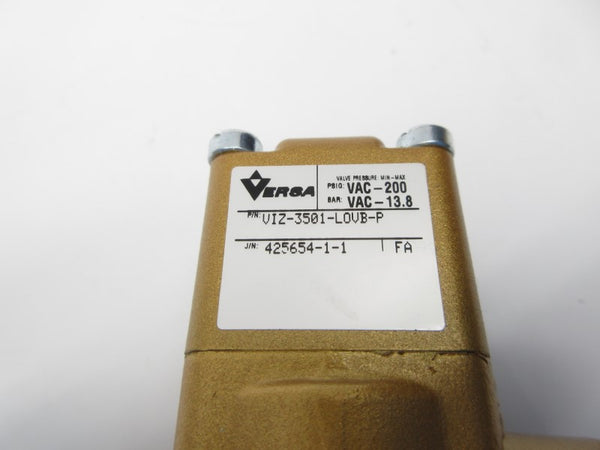 VERSA
VALVE PRESSURE: MIN-MAX
PSIG: VAC-200
BAR: VAC-13.8
P/N: VIZ-3501-LOVB-P
J/N: 425654-1-1 FA